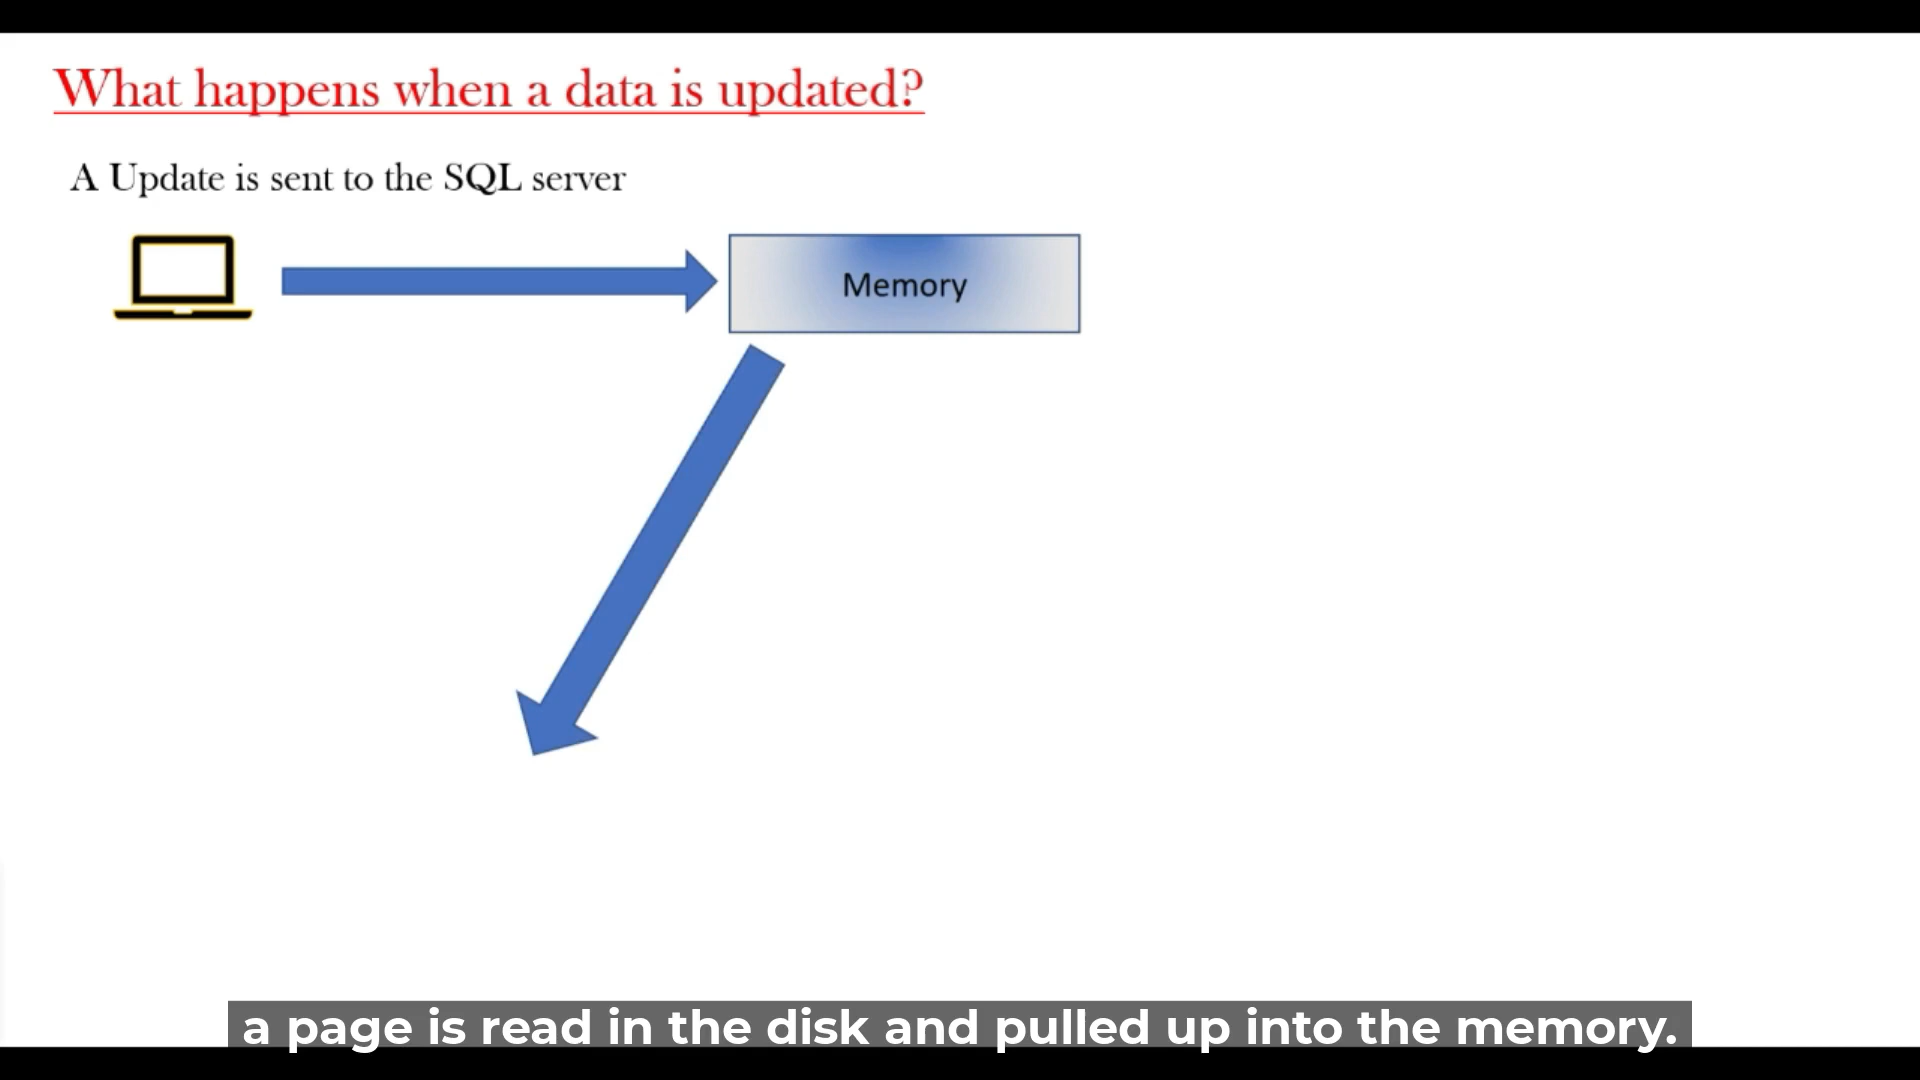 What happens when a data is updated?
A Update is sent to the SQL server
Memory
a page is read in the disk and pulled up into the memory.